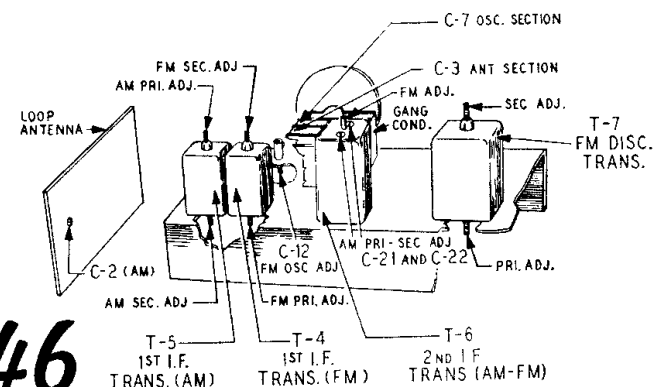 C-7 OSC. SECTION
FM SEC. ADJ
C-3 ANT SECTION
AM PRI. ADJ.
FM ADJ.
GANG
COND.
SEC ADJ.
LOOP
ANTENNA
T-7
FM DISC.
TRANS.
C-2 (AM)
C-12
FM OSC ADJ
AM PRI-SEC ADJ
C-21 AND C-22
PRI. ADJ.
AM SEC. ADJ
FM PRI. ADJ.
46
T-5
1ST I.F.
TRANS. (AM)
T-4
1ST I.F.
TRANS. (FM)
T-6
2ND I F
TRANS (AM-FM)